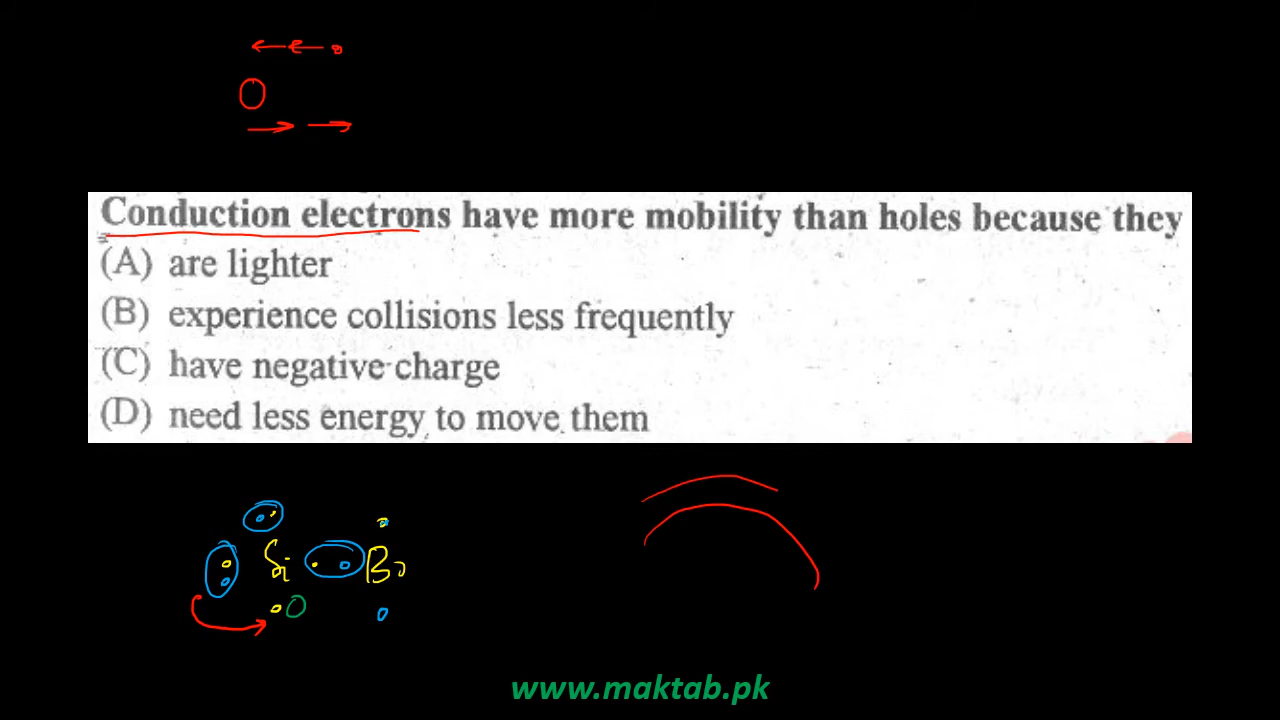 O
Conduction electrons have more mobility than holes because they
(A) are lighter
(B) experience collisions less frequently
(C) have negative charge
(D) need less energy to move them
Si
www.maktab.pk